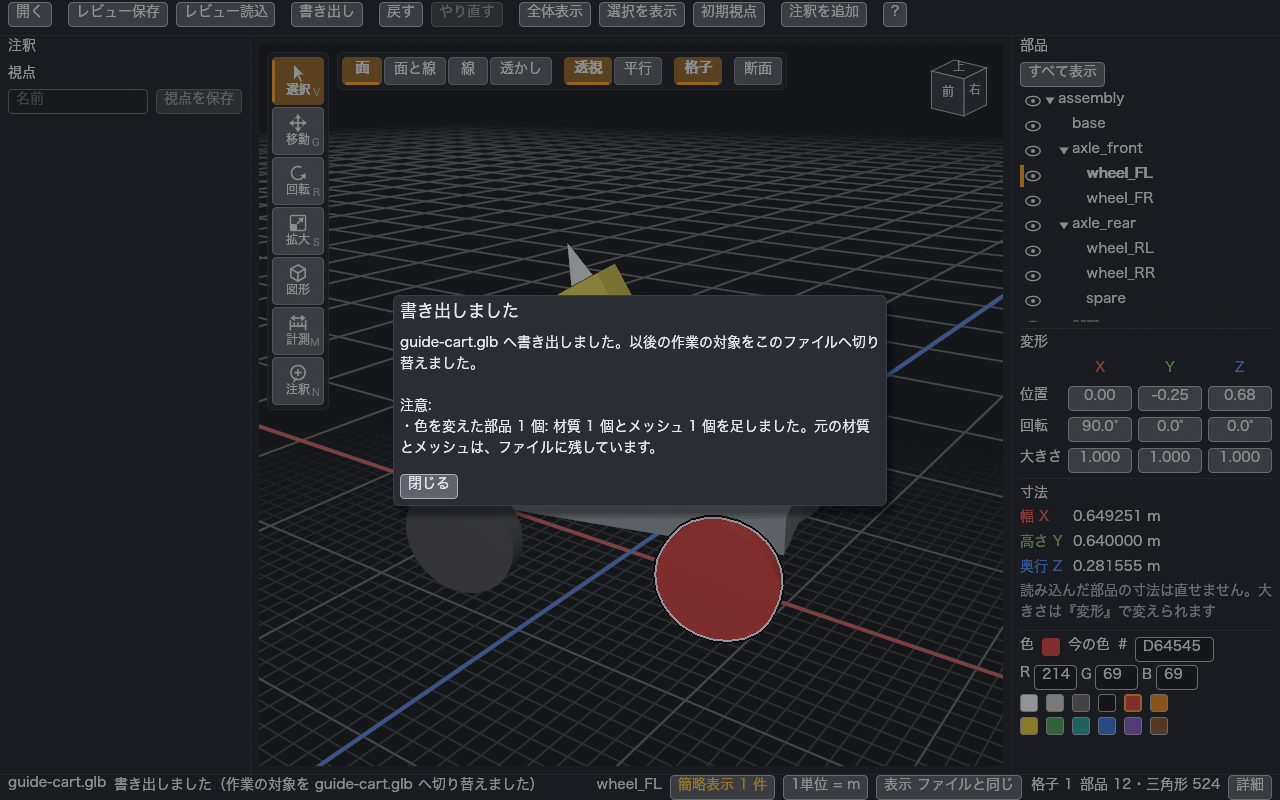 開く レビュー保存 レビュー読込 書き出し 戻す やり直す 全体表示 選択を表示 初期視点 注釈を追加 ?
注釈
視点
名前 視点を保存
選択 V
移動 G
回転 R
拡大 S
図形
計測 M
注釈 N
面 面と線 線 透かし 透視 平行 格子 断面
上
前 右
書き出しました
guide-cart.glb へ書き出しました。以後の作業の対象をこのファイルへ切り
替えました。
注意:
・色を変えた部品 1 個: 材質 1 個とメッシュ 1 個を足しました。元の材質
とメッシュは、ファイルに残しています。
閉じる
部品
すべて表示
assembly
base
axle_front
wheel_FL
wheel_FR
axle_rear
wheel_RL
wheel_RR
spare
変形
X Y Z
位置 0.00 -0.25 0.68
回転 90.0° 0.0° 0.0°
大きさ 1.000 1.000 1.000
寸法
幅 X 0.649251 m
高さ Y 0.640000 m
奥行 Z 0.281555 m
読み込んだ部品の寸法は直せません。大
きさは『変形』で変えられます
色 今の色 # D64545
R 214 G 69 B 69
guide-cart.glb 書き出しました（作業の対象を guide-cart.glb へ切り替えました） wheel_FL 簡略表示 1 件 1単位 = m 表示 ファイルと同じ 格子 1 部品 12・三角形 524 詳細